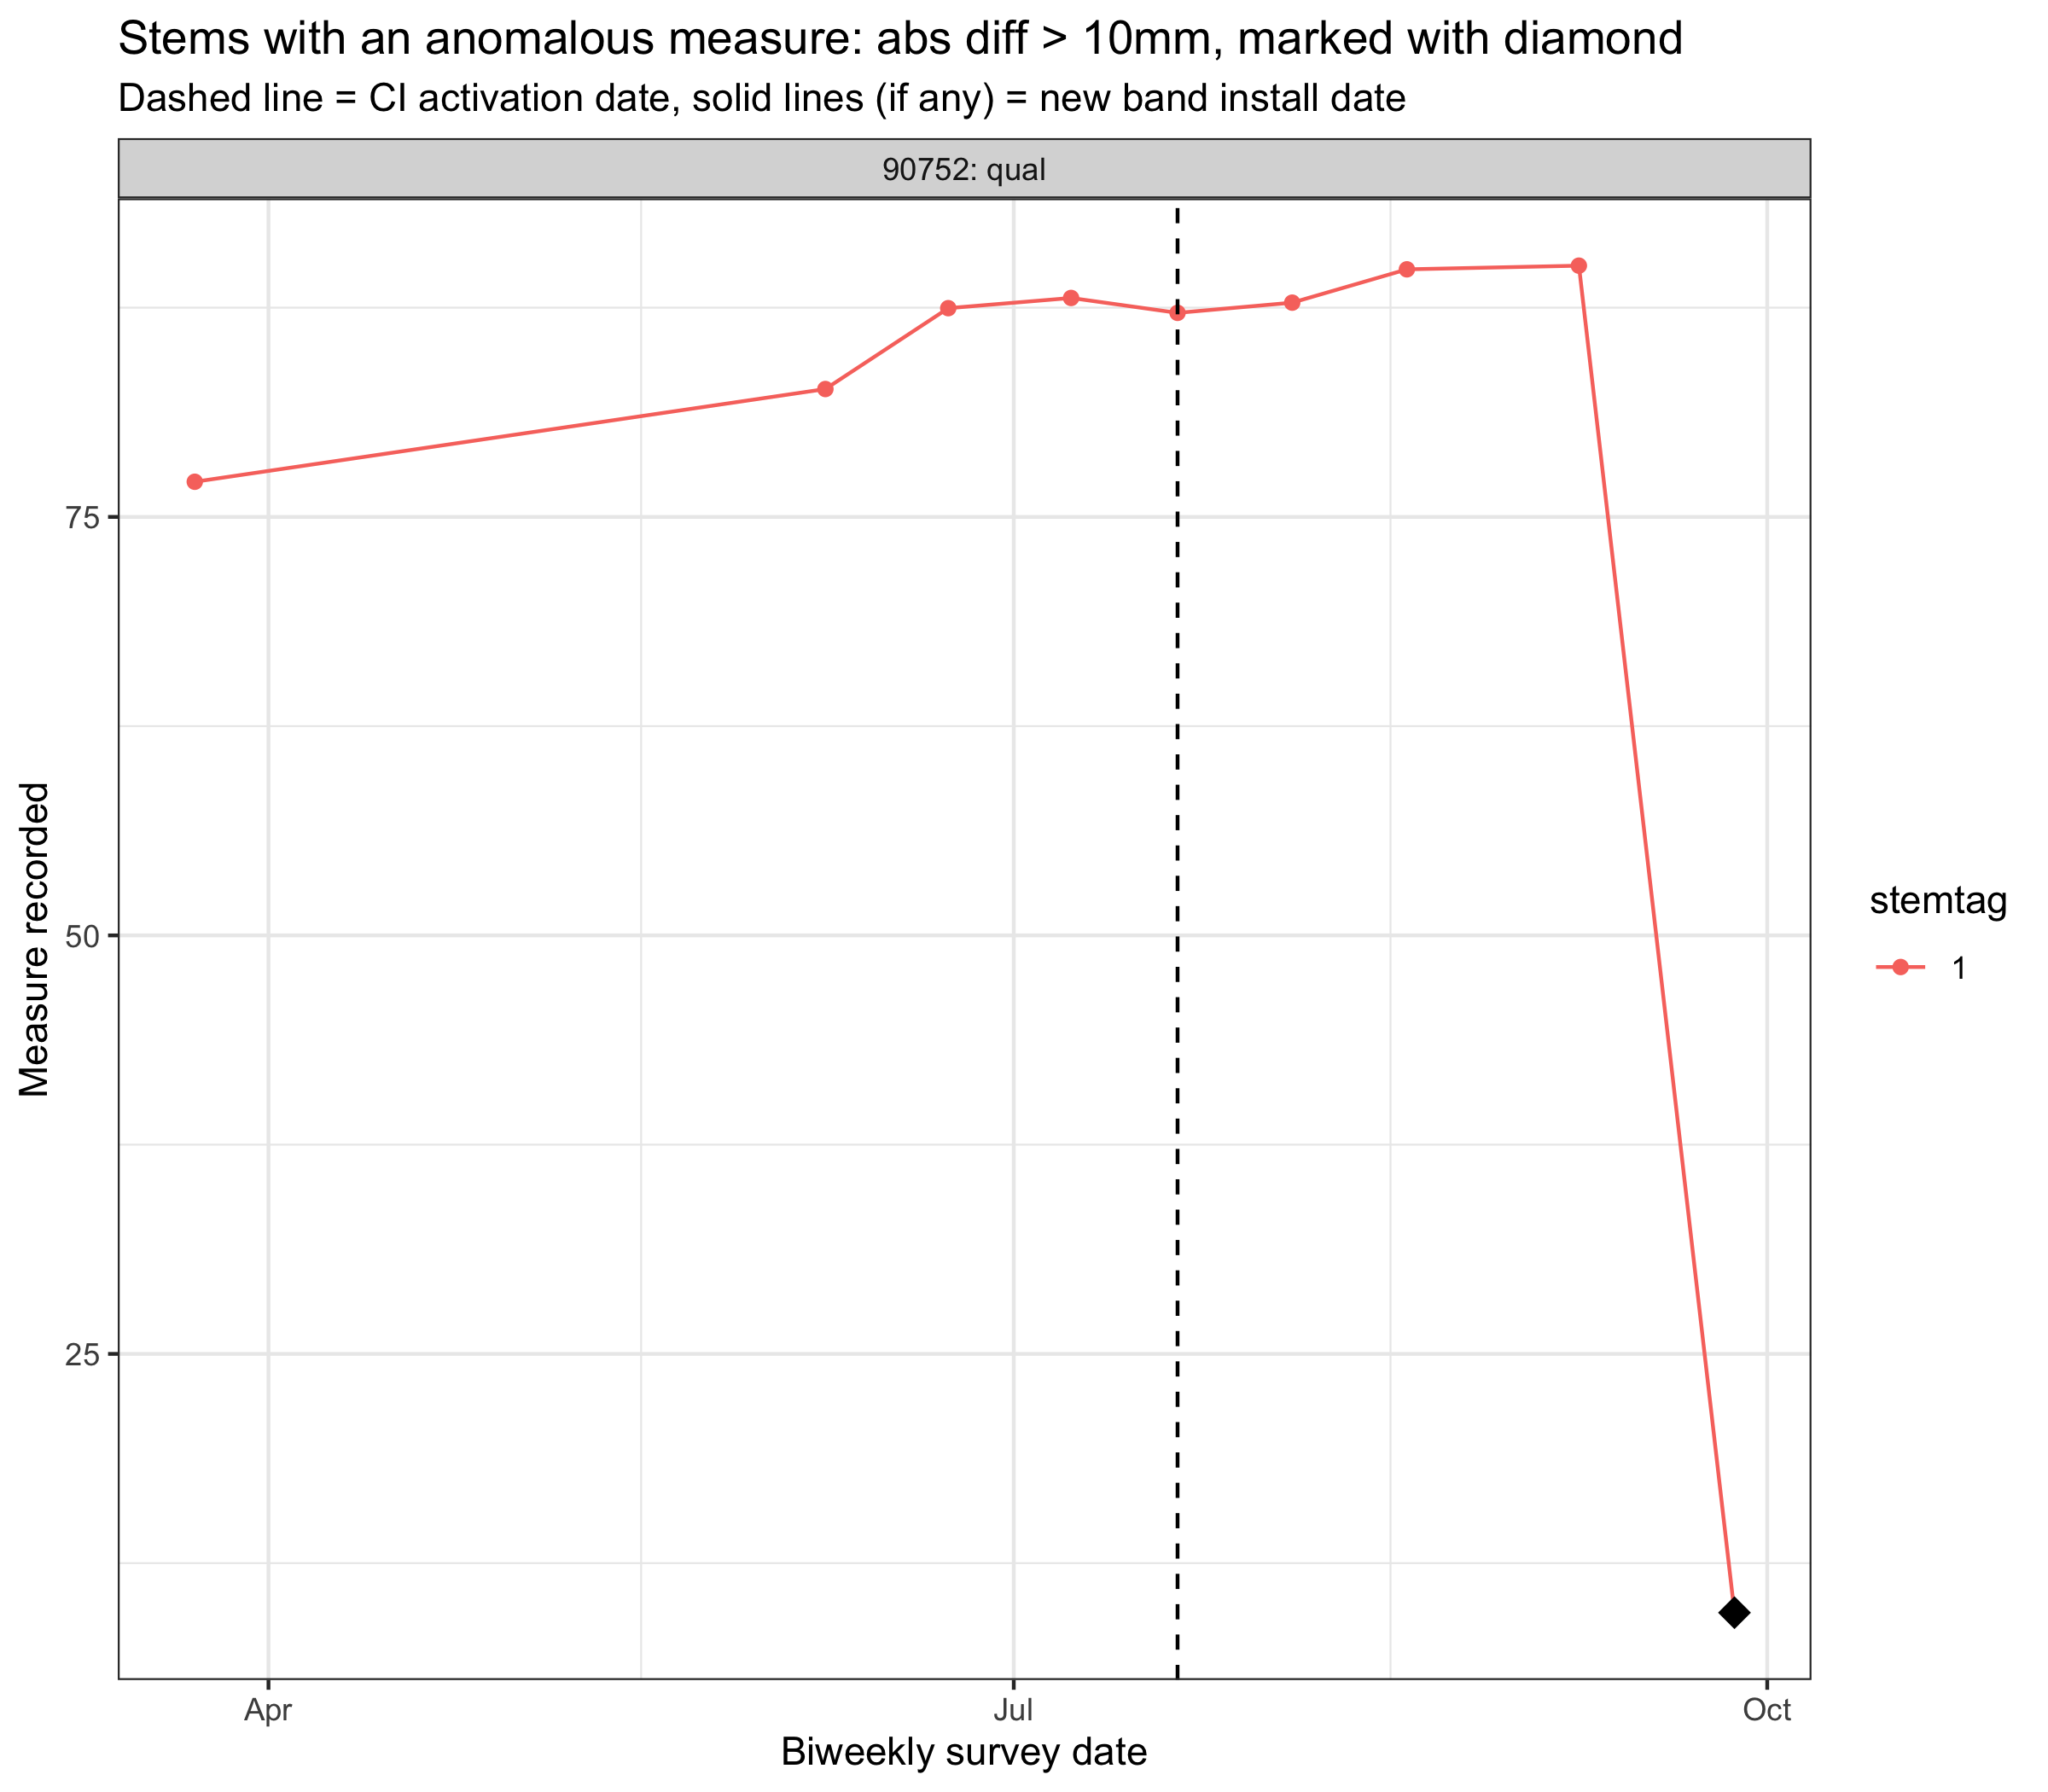 Stems with an anomalous measure: abs diff > 10mm, marked with diamond
Dashed line = CI activation date, solid lines (if any) = new band install date
90752: qual
75
50
25
Measure recorded
Apr
Jul
Oct
Biweekly survey date
stemtag
1